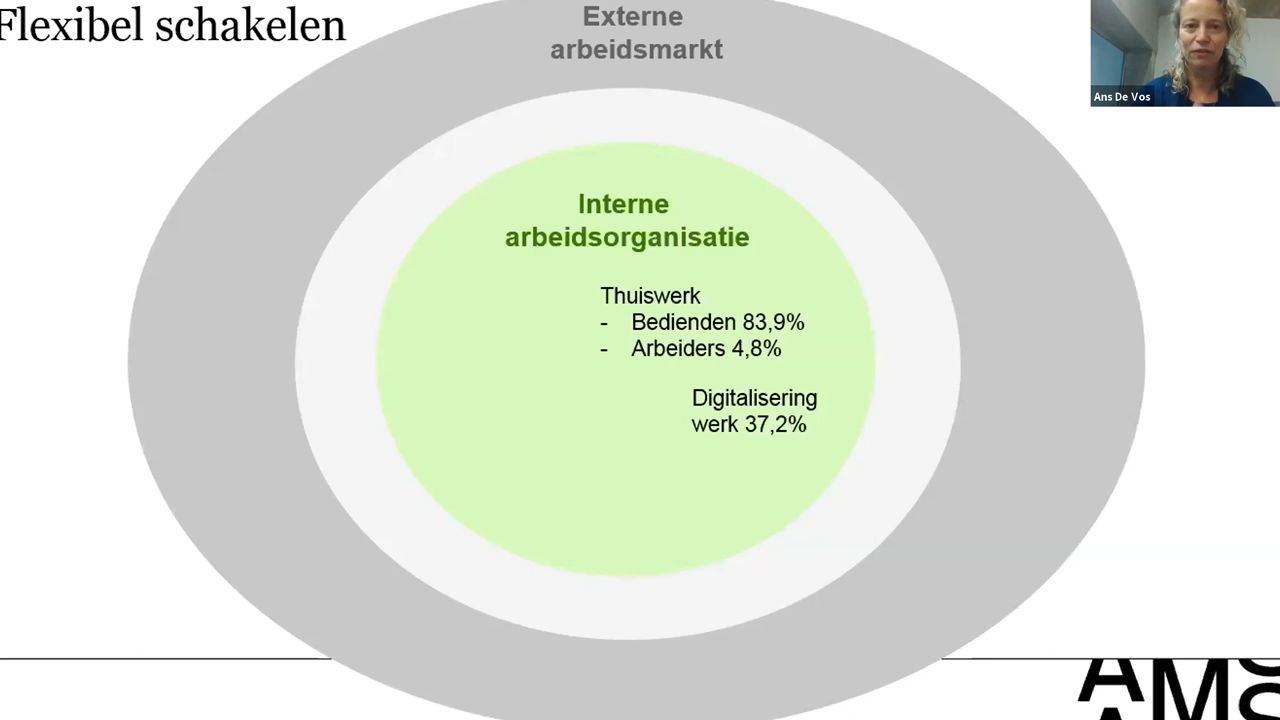 Flexibel schakelen
Externe
arbeidsmarkt
Ans De Vos
Interne
arbeidsorganisatie
Thuiswerk
- Bedienden 83,9%
- Arbeiders 4,8%
Digitalisering
werk 37,2%
AMS